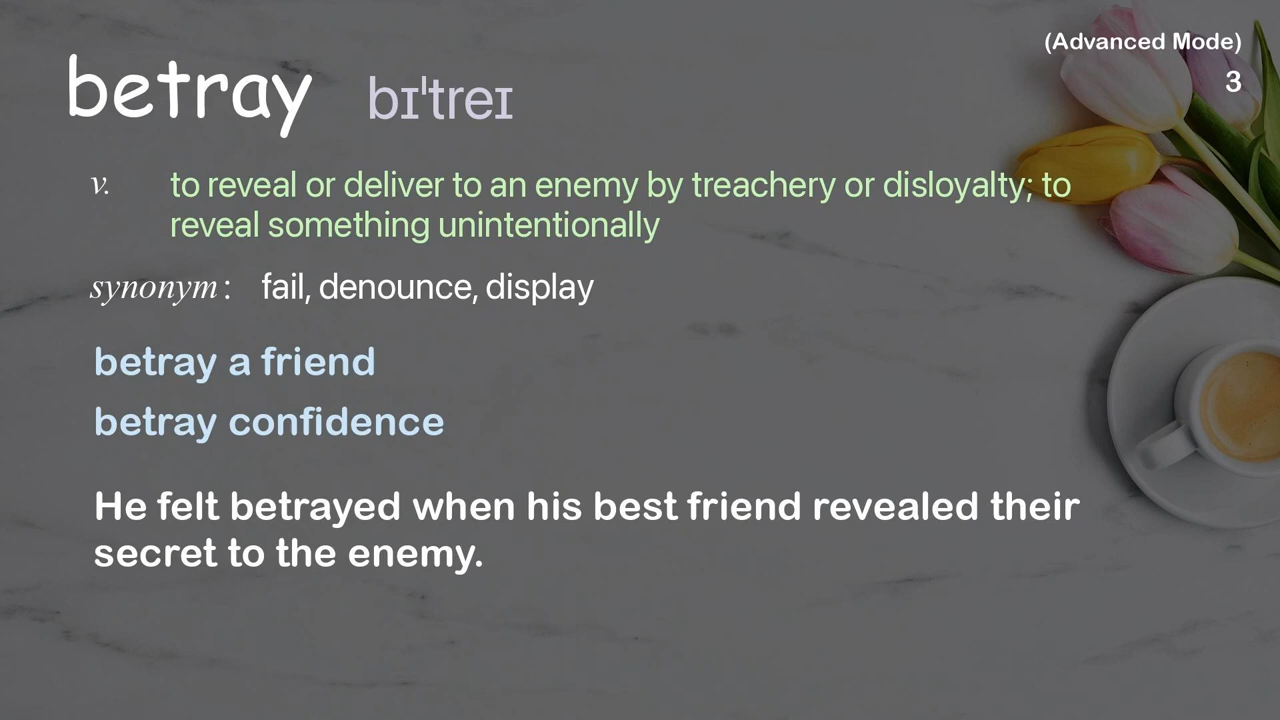 (Advanced Mode)
3
betray bɪˈtreɪ
v. to reveal or deliver to an enemy by treachery or disloyalty; to
reveal something unintentionally
synonym : fail, denounce, display
betray a friend
betray confidence
He felt betrayed when his best friend revealed their
secret to the enemy.